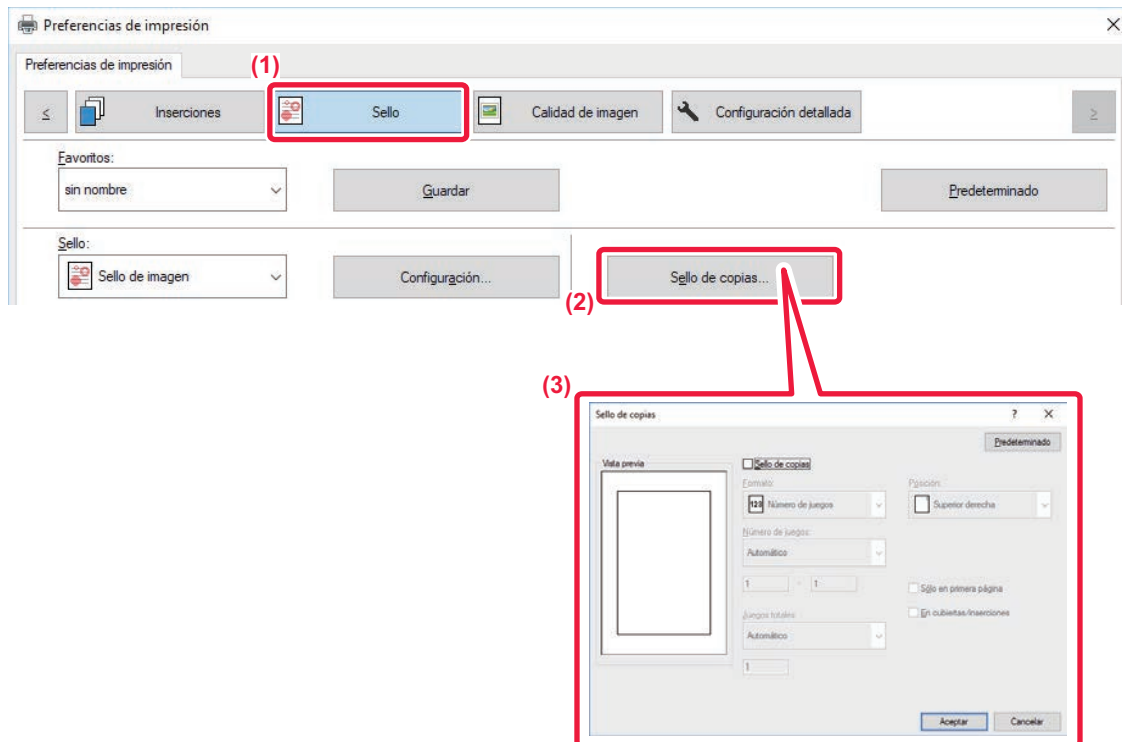 Preferencias de impresión
Preferencias de impresión
(1)
≤ Inserciones Sello Calidad de imagen Configuración detallada ≥
Favoritos:
sin nombre Guardar Predeterminado
Sello:
Sello de imagen Configuración... Sello de copias...
(2)
(3)
Sello de copias ? X
Predeterminado
Vista previa Sello de copias
Formato: Posición:
123 Número de juegos Superior derecha
Número de juegos:
Automático
1 - 1 Sólo en primera página
En cubiertas/Inserciones
Juegos totales:
Automático
1
Aceptar Cancelar